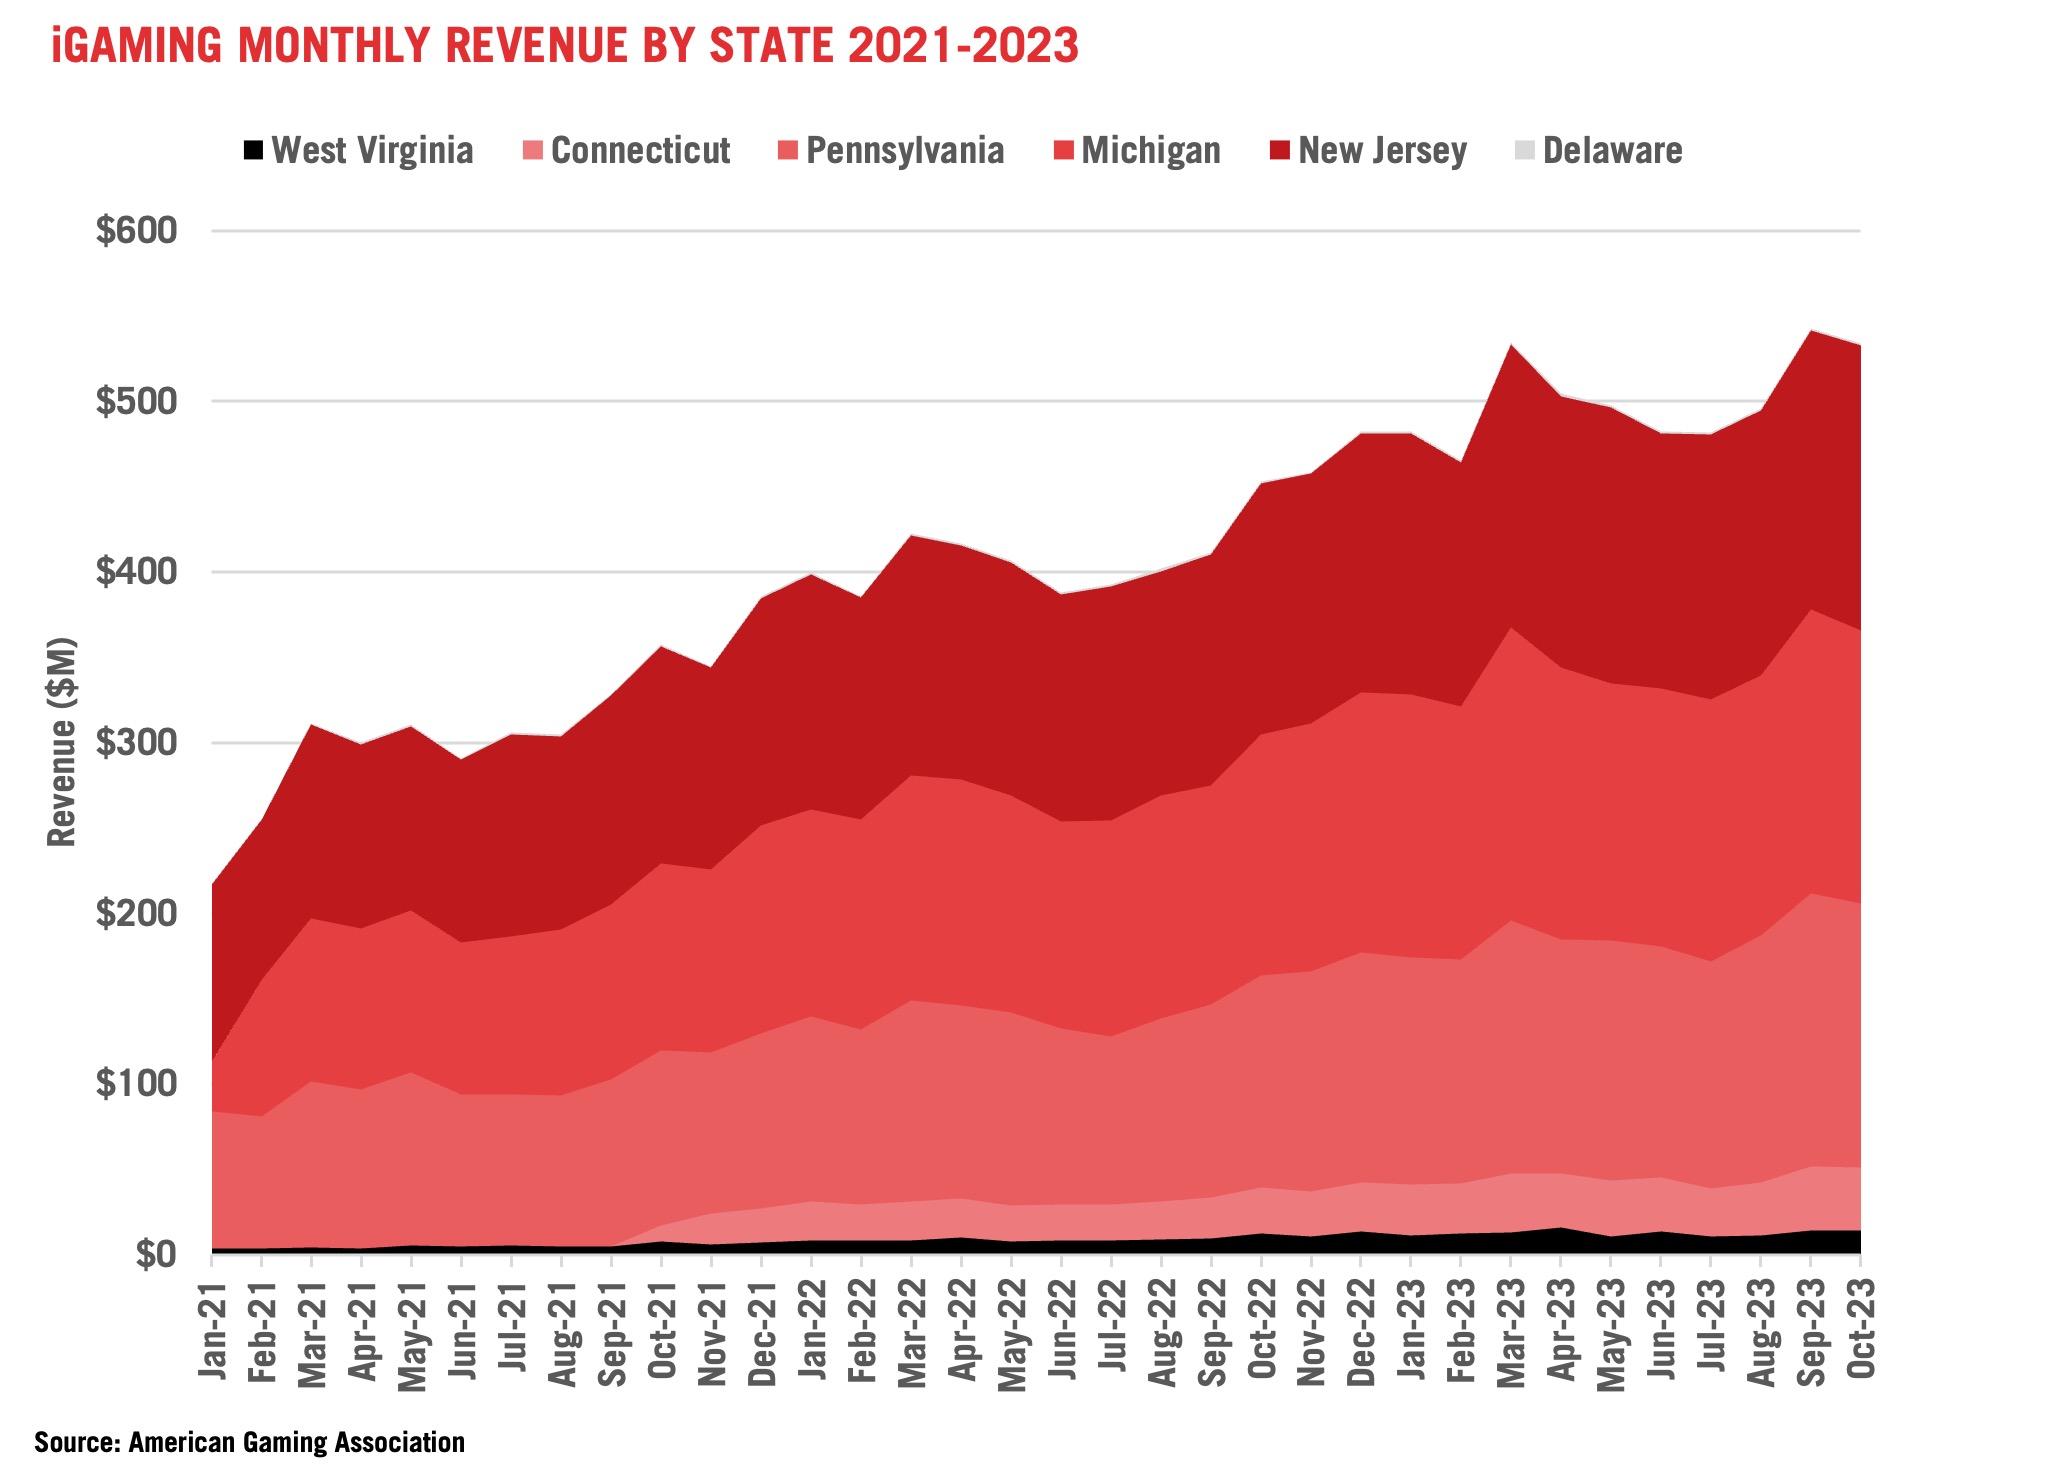 iGAMING MONTHLY REVENUE BY STATE 2021-2023
West Virginia Connecticut Pennsylvania Michigan New Jersey Delaware
$600
$500
$400
$300
$200
$100
$0
Revenue ($M)
Jan-21 Feb-21 Mar-21 Apr-21 May-21 Jun-21 Jul-21 Aug-21 Sep-21 Oct-21 Nov-21 Dec-21 Jan-22 Feb-22 Mar-22 Apr-22 May-22 Jun-22 Jul-22 Aug-22 Sep-22 Oct-22 Nov-22 Dec-22 Jan-23 Feb-23 Mar-23 Apr-23 May-23 Jun-23 Jul-23 Aug-23 Sep-23 Oct-23
Source: American Gaming Association